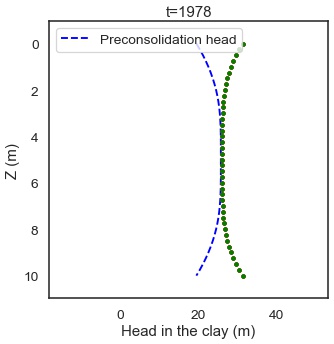 t=1978
Preconsolidation head
0
2
4
6
8
10
Z (m)
0 20 40
Head in the clay (m)